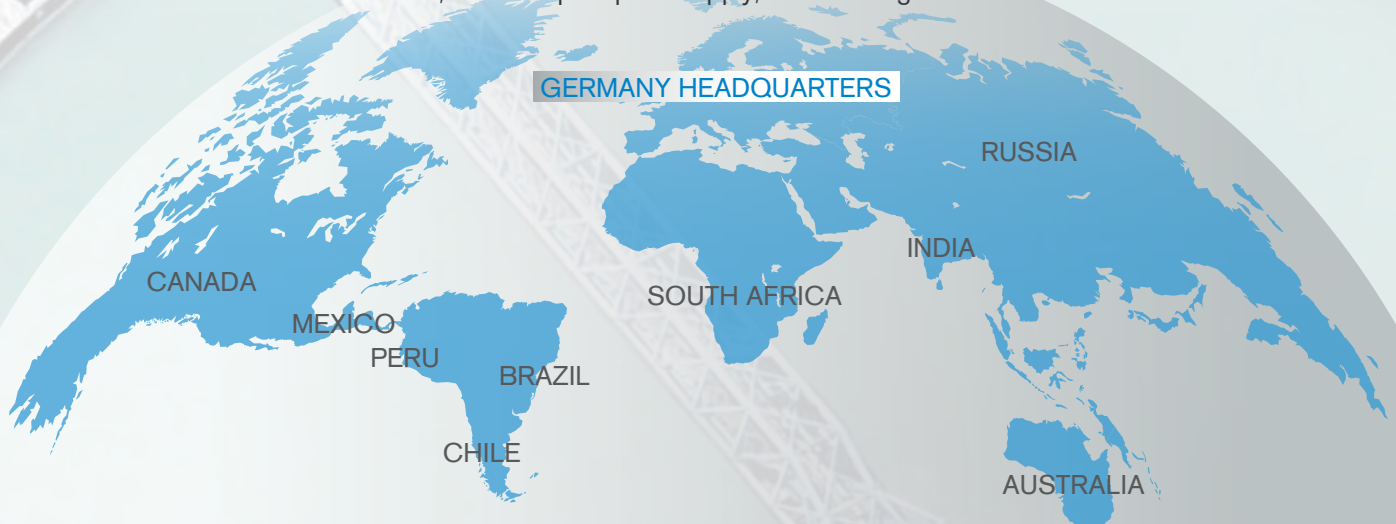 GERMANY HEADQUARTERS
RUSSIA
INDIA
CANADA
SOUTH AFRICA
MEXICO
PERU
BRAZIL
CHILE
AUSTRALIA